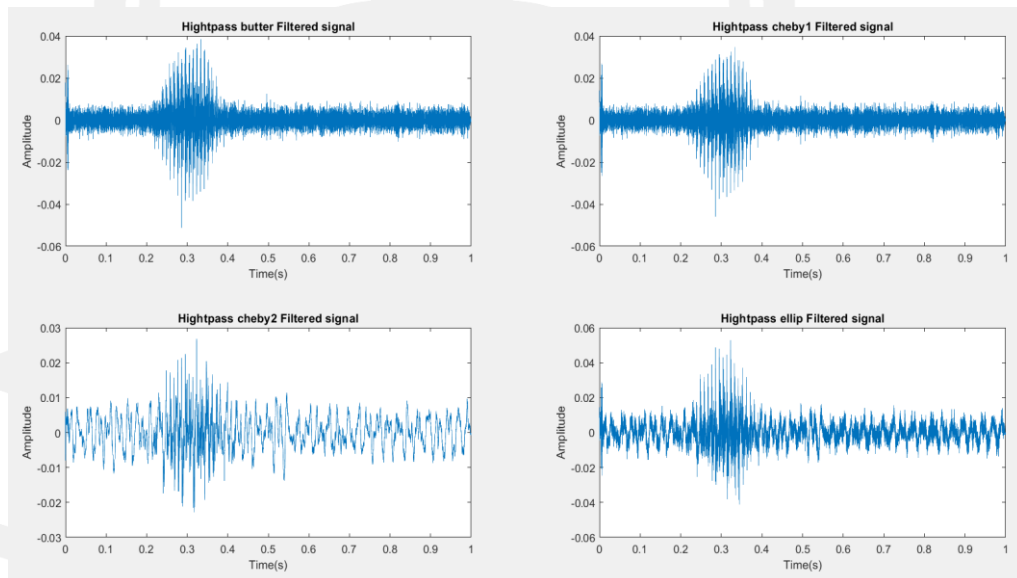 Hightpass butter Filtered signal
0.04
0.02
0
-0.02
-0.04
-0.06
Amplitude
0 0.1 0.2 0.3 0.4 0.5 0.6 0.7 0.8 0.9 1
Time(s)
Hightpass cheby1 Filtered signal
0.04
0.02
0
-0.02
-0.04
-0.06
Amplitude
0 0.1 0.2 0.3 0.4 0.5 0.6 0.7 0.8 0.9 1
Time(s)
Hightpass cheby2 Filtered signal
0.03
0.02
0.01
0
-0.01
-0.02
-0.03
Amplitude
0 0.1 0.2 0.3 0.4 0.5 0.6 0.7 0.8 0.9 1
Time(s)
Hightpass ellip Filtered signal
0.06
0.04
0.02
0
-0.02
-0.04
-0.06
Amplitude
0 0.1 0.2 0.3 0.4 0.5 0.6 0.7 0.8 0.9 1
Time(s)